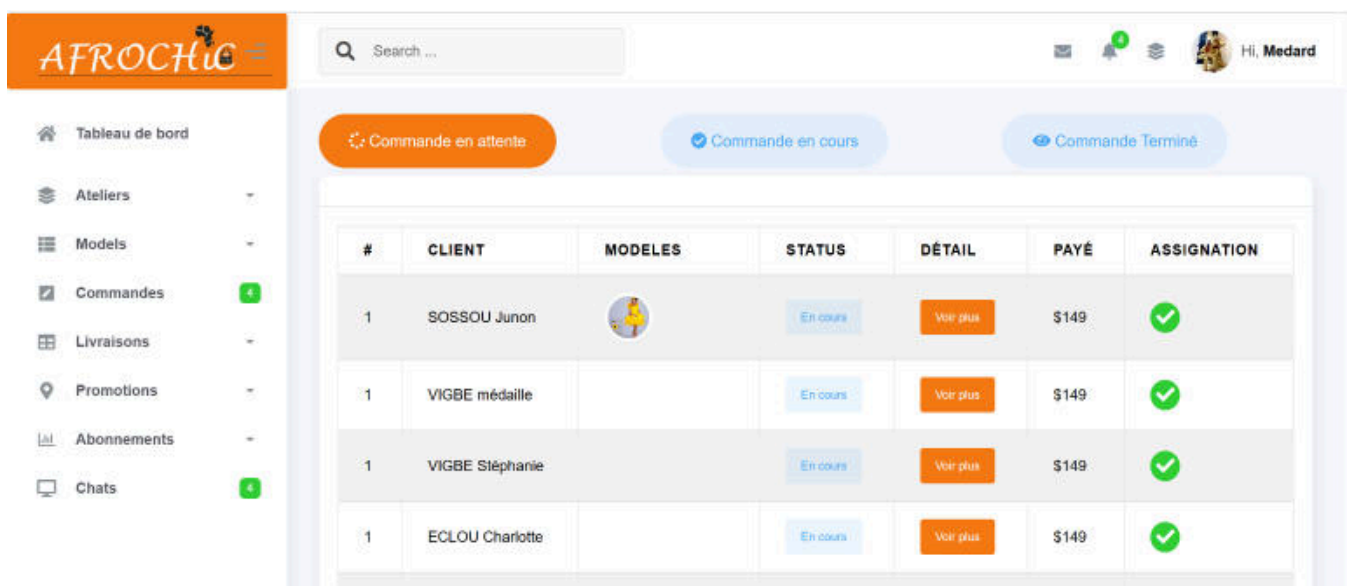 AFROCHiC
Search ...
4
Hi, Medard
Tableau de bord
Ateliers
Models
Commandes 4
Livraisons
Promotions
Abonnements
Chats 4
Commande en attente
Commande en cours
Commande Terminé
# CLIENT MODELES STATUS DÉTAIL PAYÉ ASSIGNATION
1 SOSSOU Junon En cours Voir plus $149
1 VIGBE médaille En cours Voir plus $149
1 VIGBE Stéphanie En cours Voir plus $149
1 ECLOU Charlotte En cours Voir plus $149